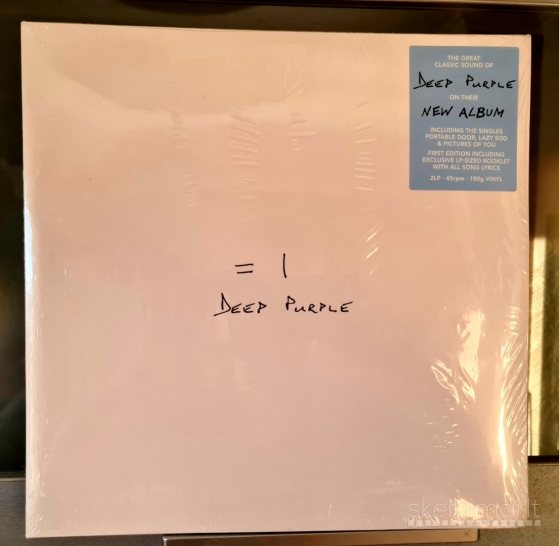 THE GREAT
CLASSIC SOUND OF
DEEP PURPLE
ON THEIR
NEW ALBUM
INCLUDING THE SINGLES
PORTABLE DOOR, LAZY SOD
& PICTURES OF YOU
FIRST EDITION INCLUDING
EXCLUSIVE LP-SIZED BOOKLET
WITH ALL SONG LYRICS
2LP · 45rpm · 180g VINYL
= 1
DEEP PURPLE
skelbimai.lt